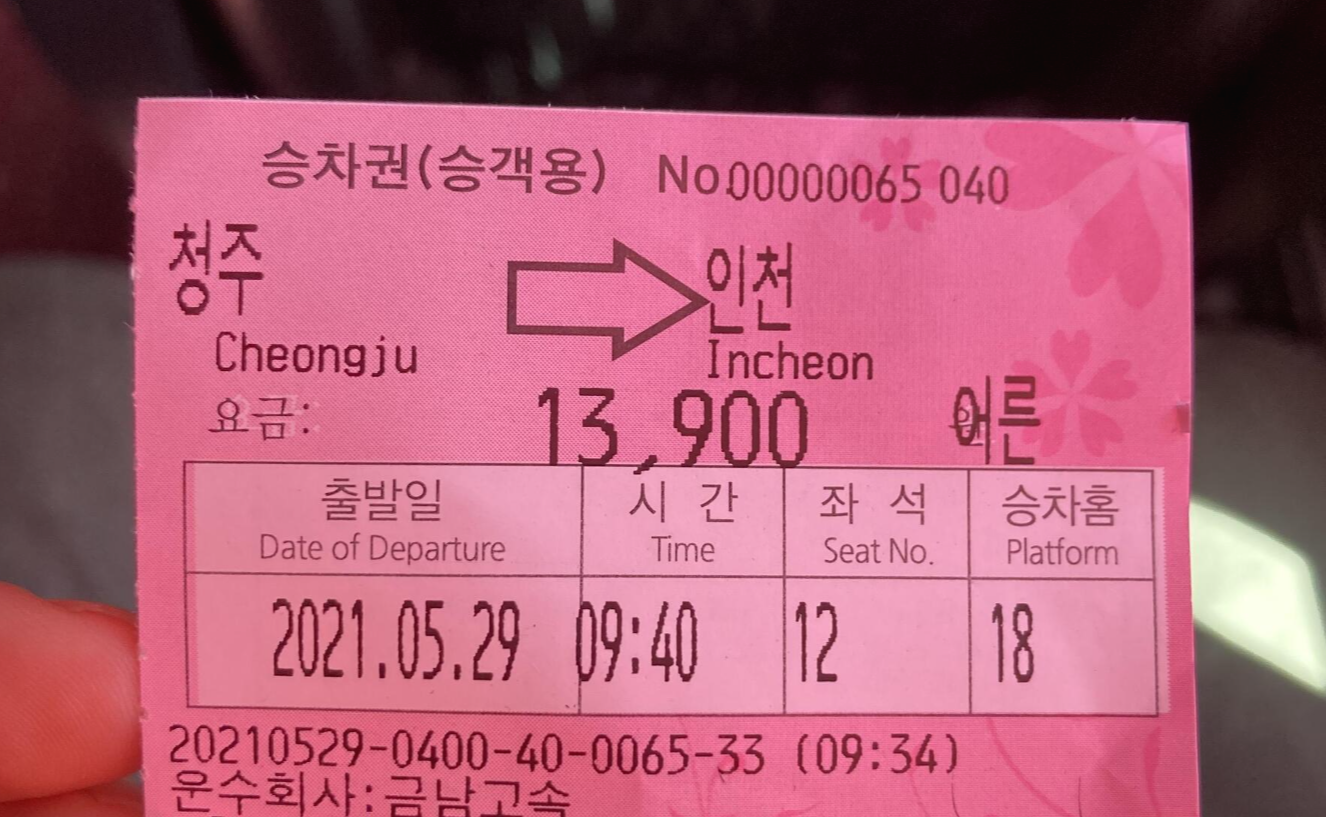 승차권(승객용) No.00000065 040
청주 인천
Cheongju Incheon
요금: 13,900 어른
출발일 시 간 좌 석 승차홈
Date of Departure Time Seat No. Platform
2021.05.29 09:40 12 18
20210529-0400-40-0065-33 (09:34)
운수회사:금남고속